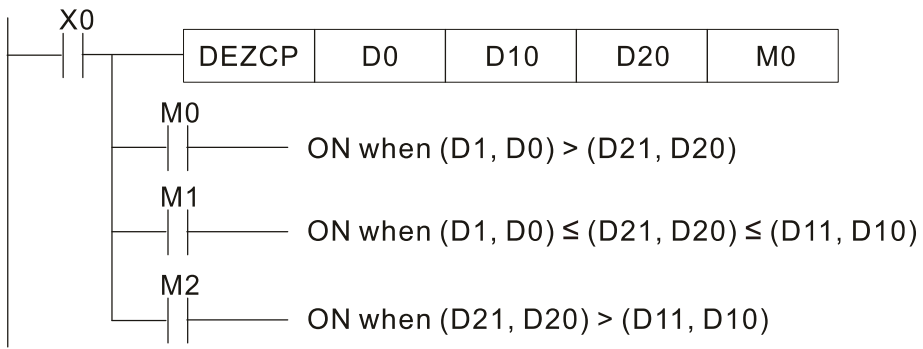 X0
DEZCP D0 D10 D20 M0
M0
ON when (D1, D0) > (D21, D20)
M1
ON when (D1, D0) ≤ (D21, D20) ≤ (D11, D10)
M2
ON when (D21, D20) > (D11, D10)